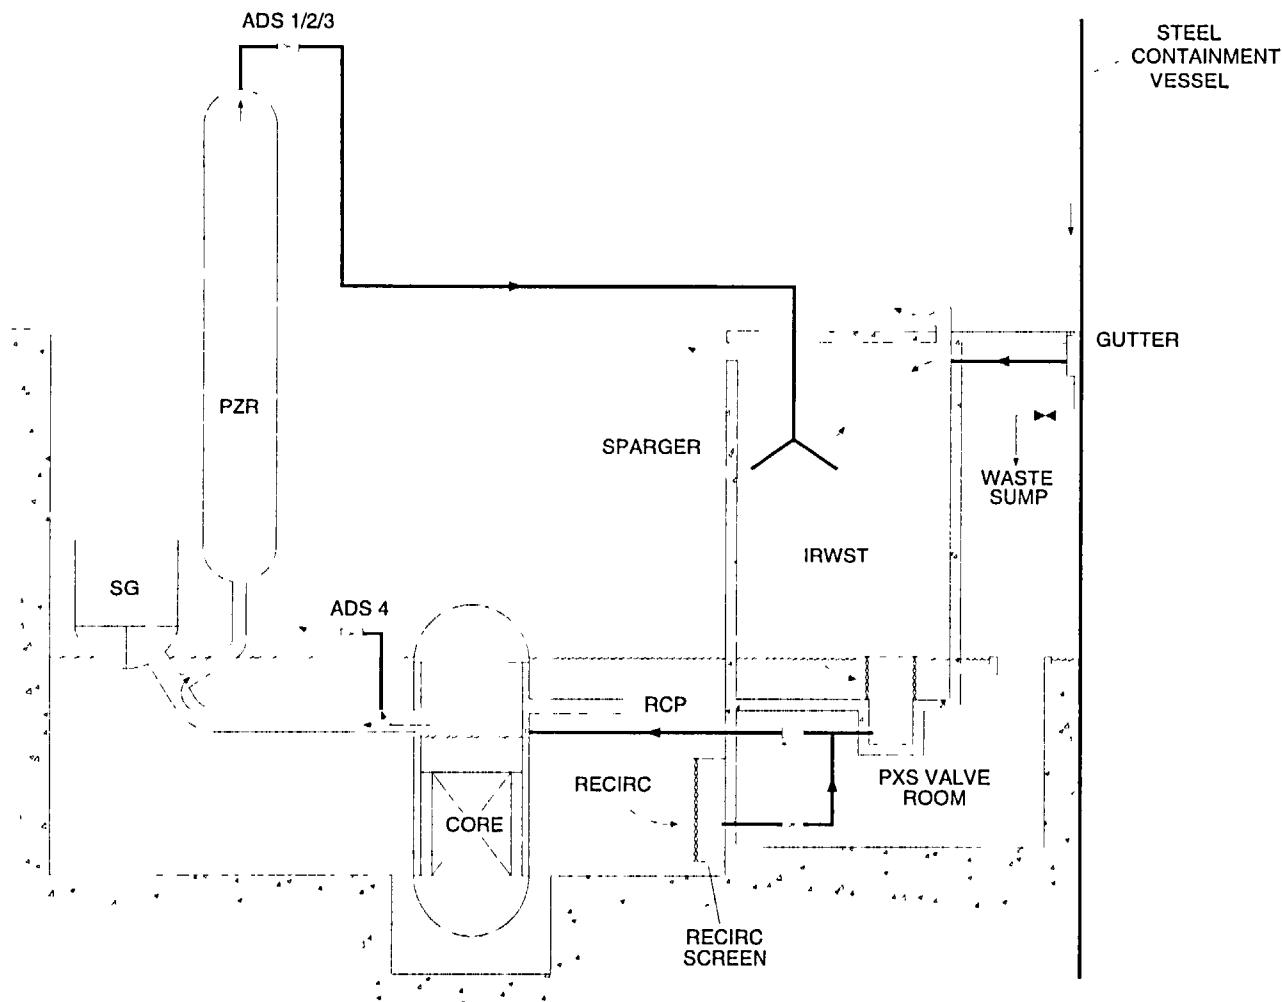 ADS 1/2/3
STEEL
CONTAINMENT
VESSEL
GUTTER
PZR
SPARGER
WASTE
SUMP
IRWST
SG
ADS 4
RCP
RECIRC
PXS VALVE
ROOM
CORE
RECIRC
SCREEN